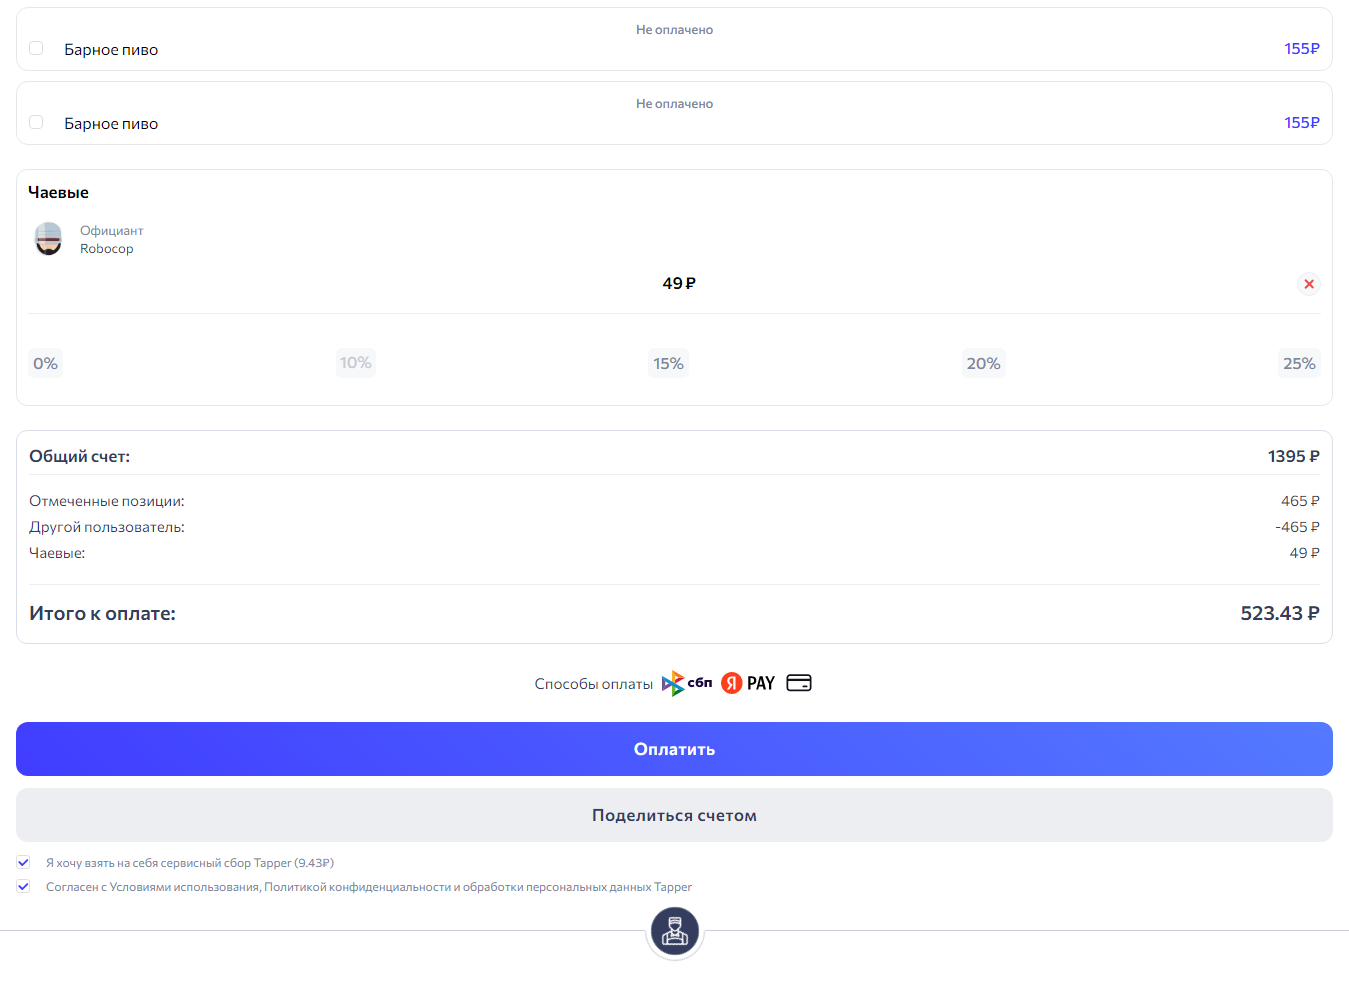 Не оплачено
Барное пиво 155₽
Не оплачено
Барное пиво 155₽
Чаевые
Официант
Robocop
49 ₽
0% 10% 15% 20% 25%
Общий счет: 1395 ₽
Отмеченные позиции: 465 ₽
Другой пользователь: -465 ₽
Чаевые: 49 ₽
Итого к оплате: 523.43 ₽
Способы оплаты сбп Я PAY
Оплатить
Поделиться счетом
Я хочу взять на себя сервисный сбор Tapper (9.43₽)
Согласен с Условиями использования, Политикой конфиденциальности и обработки персональных данных Tapper